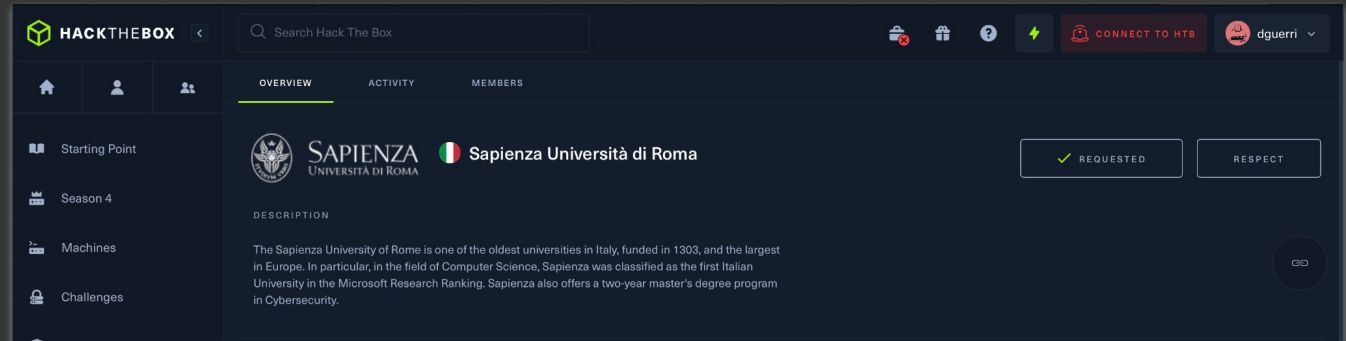 HACKTHEBOX
Search Hack The Box
CONNECT TO HTB
dguerri
OVERVIEW
ACTIVITY
MEMBERS
Starting Point
Season 4
Machines
Challenges
SAPIENZA
UNIVERSITÀ DI ROMA
Sapienza Università di Roma
REQUESTED
RESPECT
DESCRIPTION
The Sapienza University of Rome is one of the oldest universities in Italy, funded in 1303, and the largest
in Europe. In particular, in the field of Computer Science, Sapienza was classified as the first Italian
University in the Microsoft Research Ranking. Sapienza also offers a two-year master's degree program
in Cybersecurity.